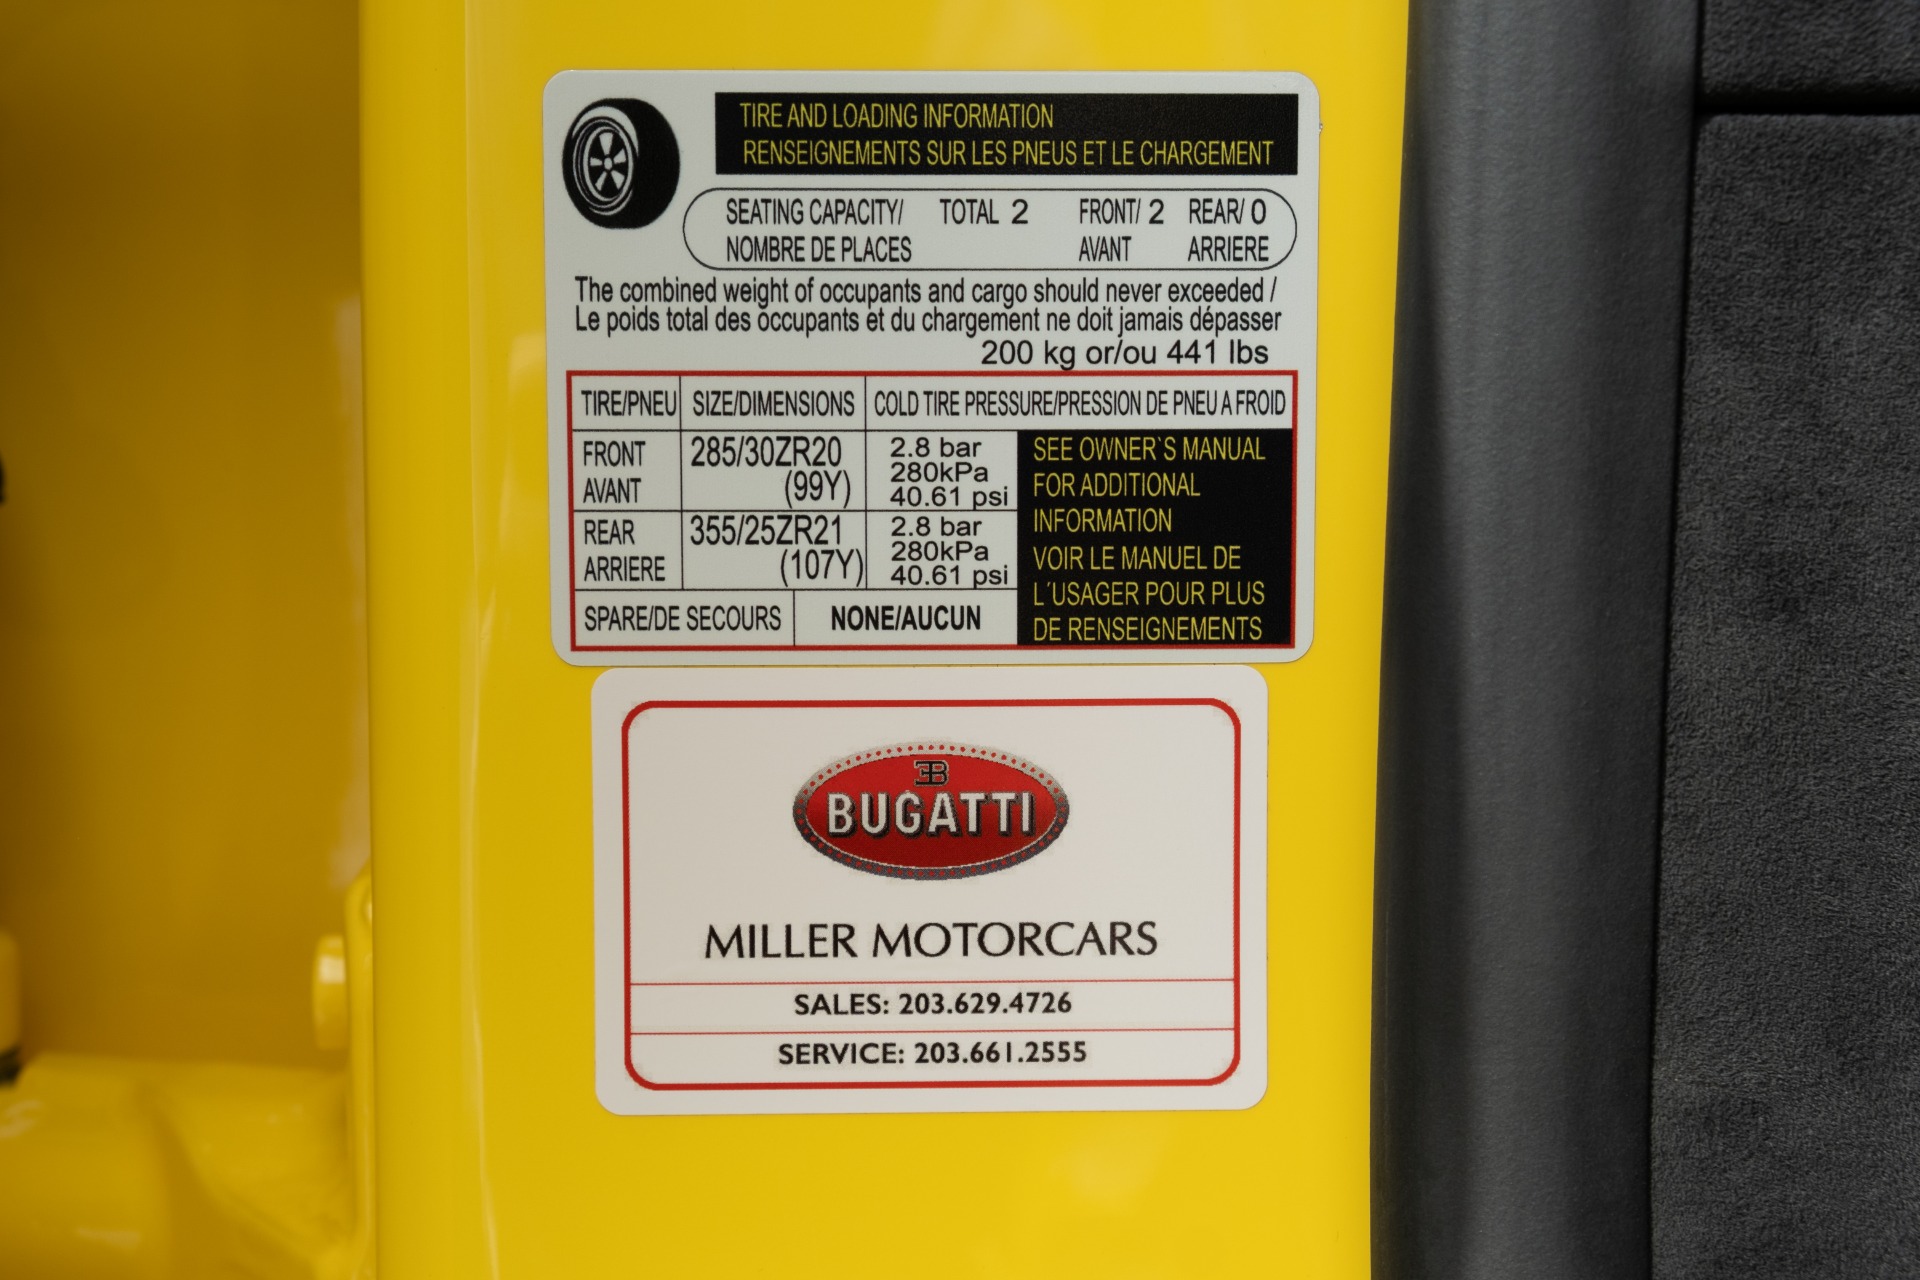 TIRE AND LOADING INFORMATION
RENSEIGNEMENTS SUR LES PNEUS ET LE CHARGEMENT
SEATING CAPACITY/ TOTAL 2 FRONT/ 2 REAR/ 0
NOMBRE DE PLACES AVANT ARRIERE
The combined weight of occupants and cargo should never exceeded /
Le poids total des occupants et du chargement ne doit jamais dépasser
200 kg or/ou 441 lbs
TIRE/PNEU SIZE/DIMENSIONS COLD TIRE PRESSURE/PRESSION DE PNEU A FROID
FRONT
AVANT
285/30ZR20
(99Y)
2.8 bar
280kPa
40.61 psi
REAR
ARRIERE
355/25ZR21
(107Y)
2.8 bar
280kPa
40.61 psi
SPARE/DE SECOURS NONE/AUCUN
SEE OWNER`S MANUAL
FOR ADDITIONAL
INFORMATION
VOIR LE MANUEL DE
L´USAGER POUR PLUS
DE RENSEIGNEMENTS
EB
BUGATTI
MILLER MOTORCARS
SALES: 203.629.4726
SERVICE: 203.661.2555